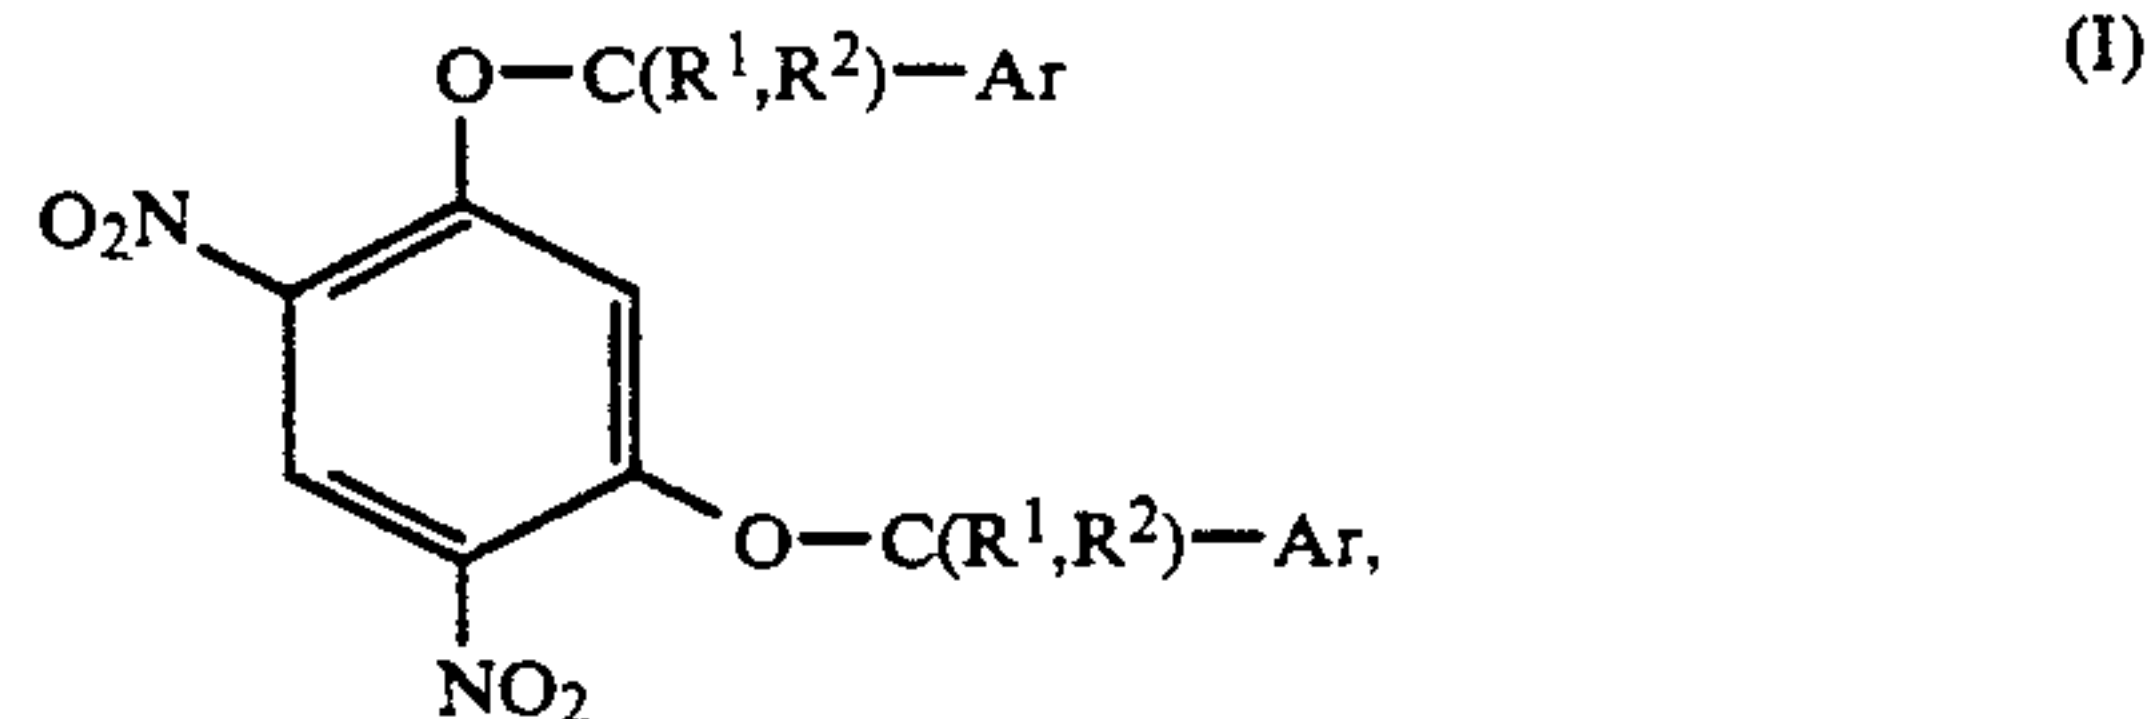 O—C(R¹,R²)—Ar (I)
O₂N
O—C(R¹,R²)—Ar,
NO₂